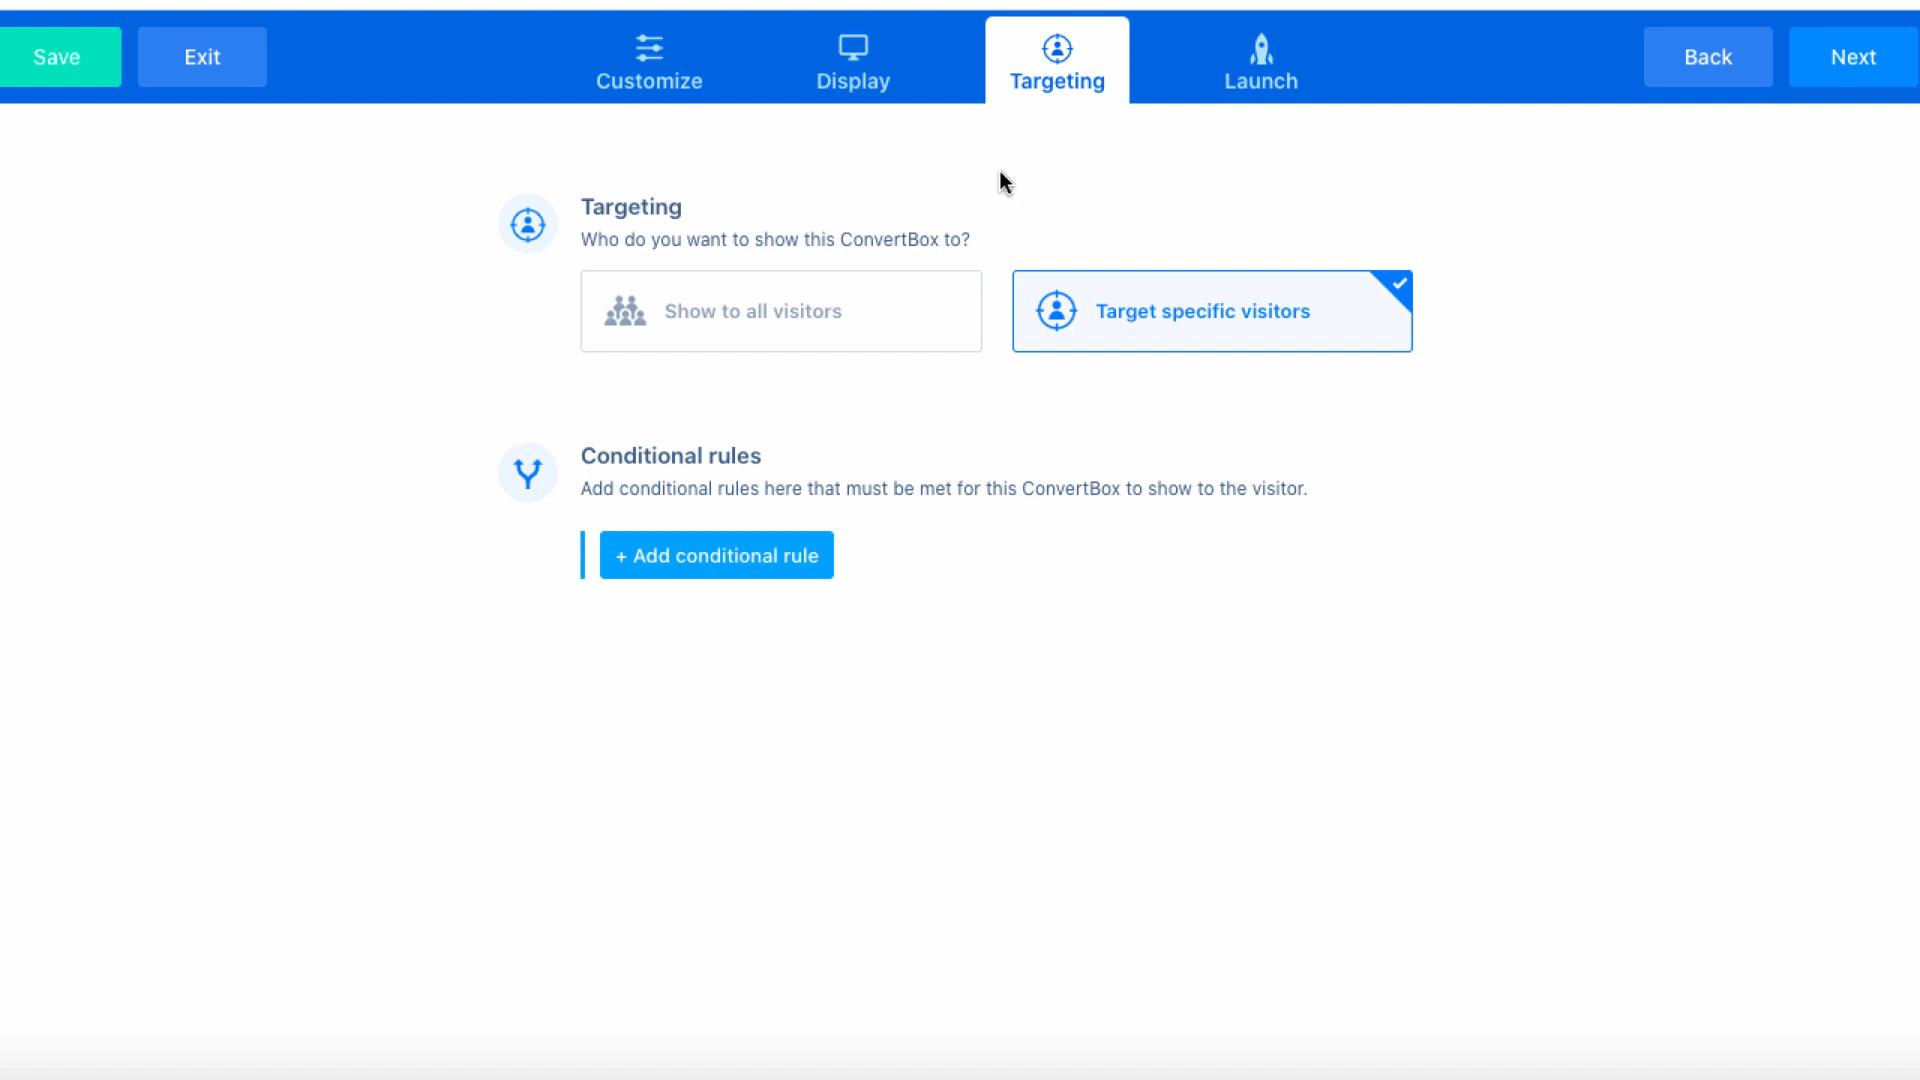 Save
Exit
Customize
Display
Targeting
Launch
Back
Next
Targeting
Who do you want to show this ConvertBox to?
Show to all visitors
Target specific visitors
Conditional rules
Add conditional rules here that must be met for this ConvertBox to show to the visitor.
+ Add conditional rule